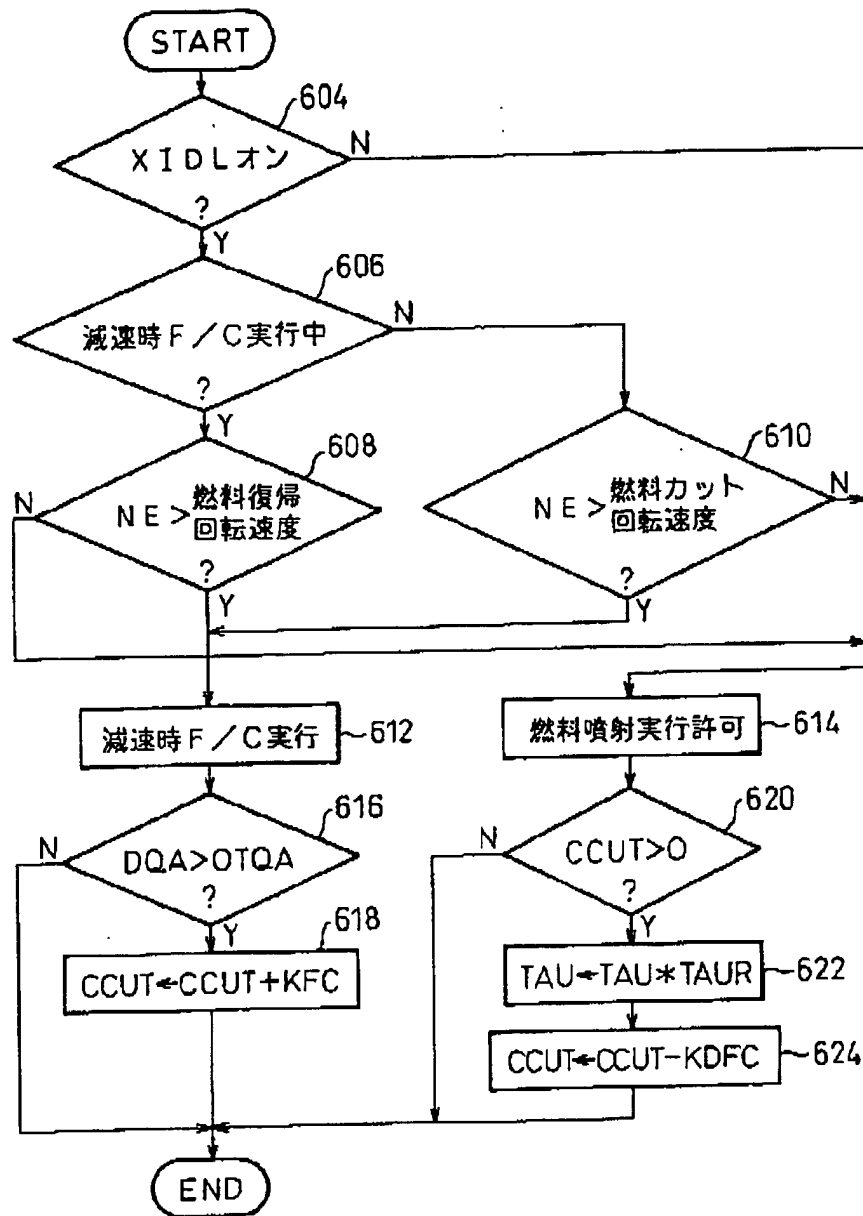 START
604
XIDLオン
?
N
Y
606
減速時F/C実行中
?
N
Y
608
NE>燃料復帰
回転速度
?
N
Y
610
NE>燃料カット
回転速度
?
N
Y
減速時F/C実行
612
燃料噴射実行許可
614
616
DQA>OTQA
?
N
Y
620
CCUT>0
?
N
Y
618
CCUT←CCUT+KFC
TAU←TAU*TAUR
622
CCUT←CCUT-KDFC
624
END